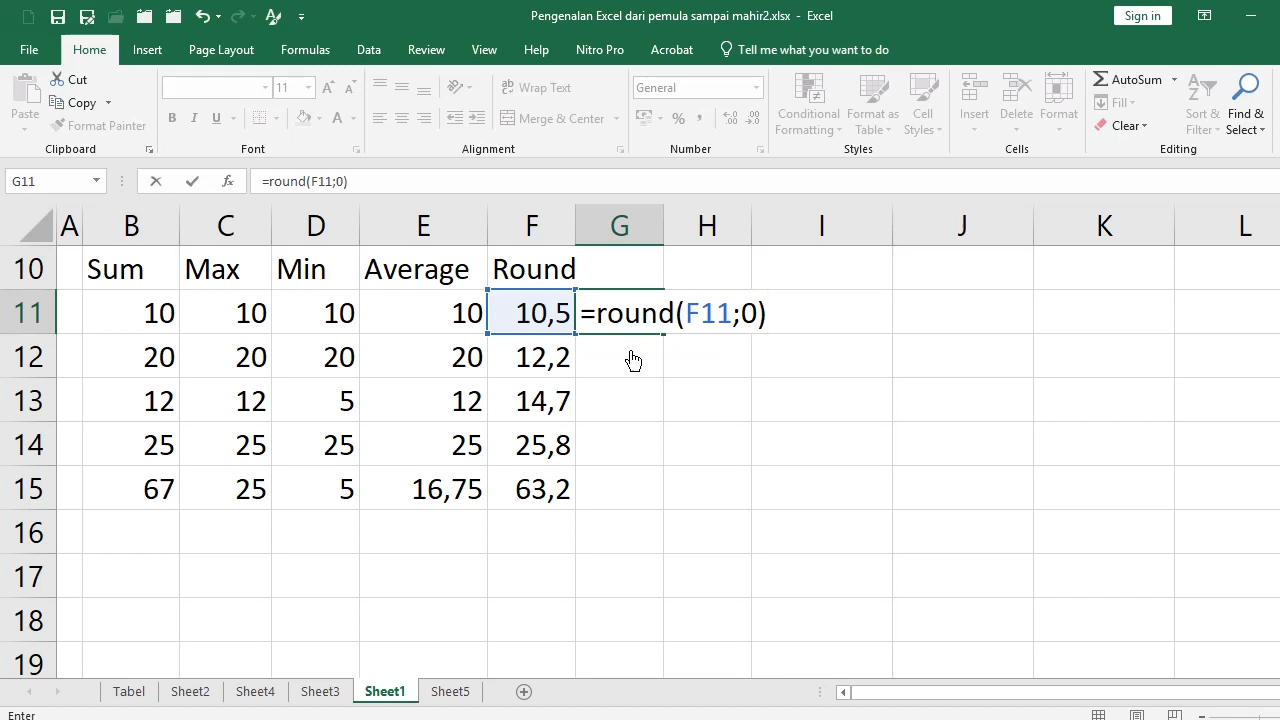 Pengenalan Excel dari pemula sampai mahir2.xlsx - Excel
Sign in
File Home Insert Page Layout Formulas Data Review View Help Nitro Pro Acrobat Tell me what you want to do
Paste
Cut
Copy
Format Painter
Clipboard
11
A A
B I U A
Font
Wrap Text
Merge & Center
Alignment
General
% ,
Number
Conditional Formatting
Format as Table
Cell Styles
Styles
Insert
Delete
Format
Cells
AutoSum
Fill
Clear
Sort & Filter
Find & Select
Editing
G11 fx =round(F11;0)
A B C D E F G H I J K L
10 Sum Max Min Average Round
11 10 10 10 10 10,5 =round(F11;0)
12 20 20 20 20 12,2
13 12 12 5 12 14,7
14 25 25 25 25 25,8
15 67 25 5 16,75 63,2
16
17
18
19
Tabel Sheet2 Sheet4 Sheet3 Sheet1 Sheet5
Enter